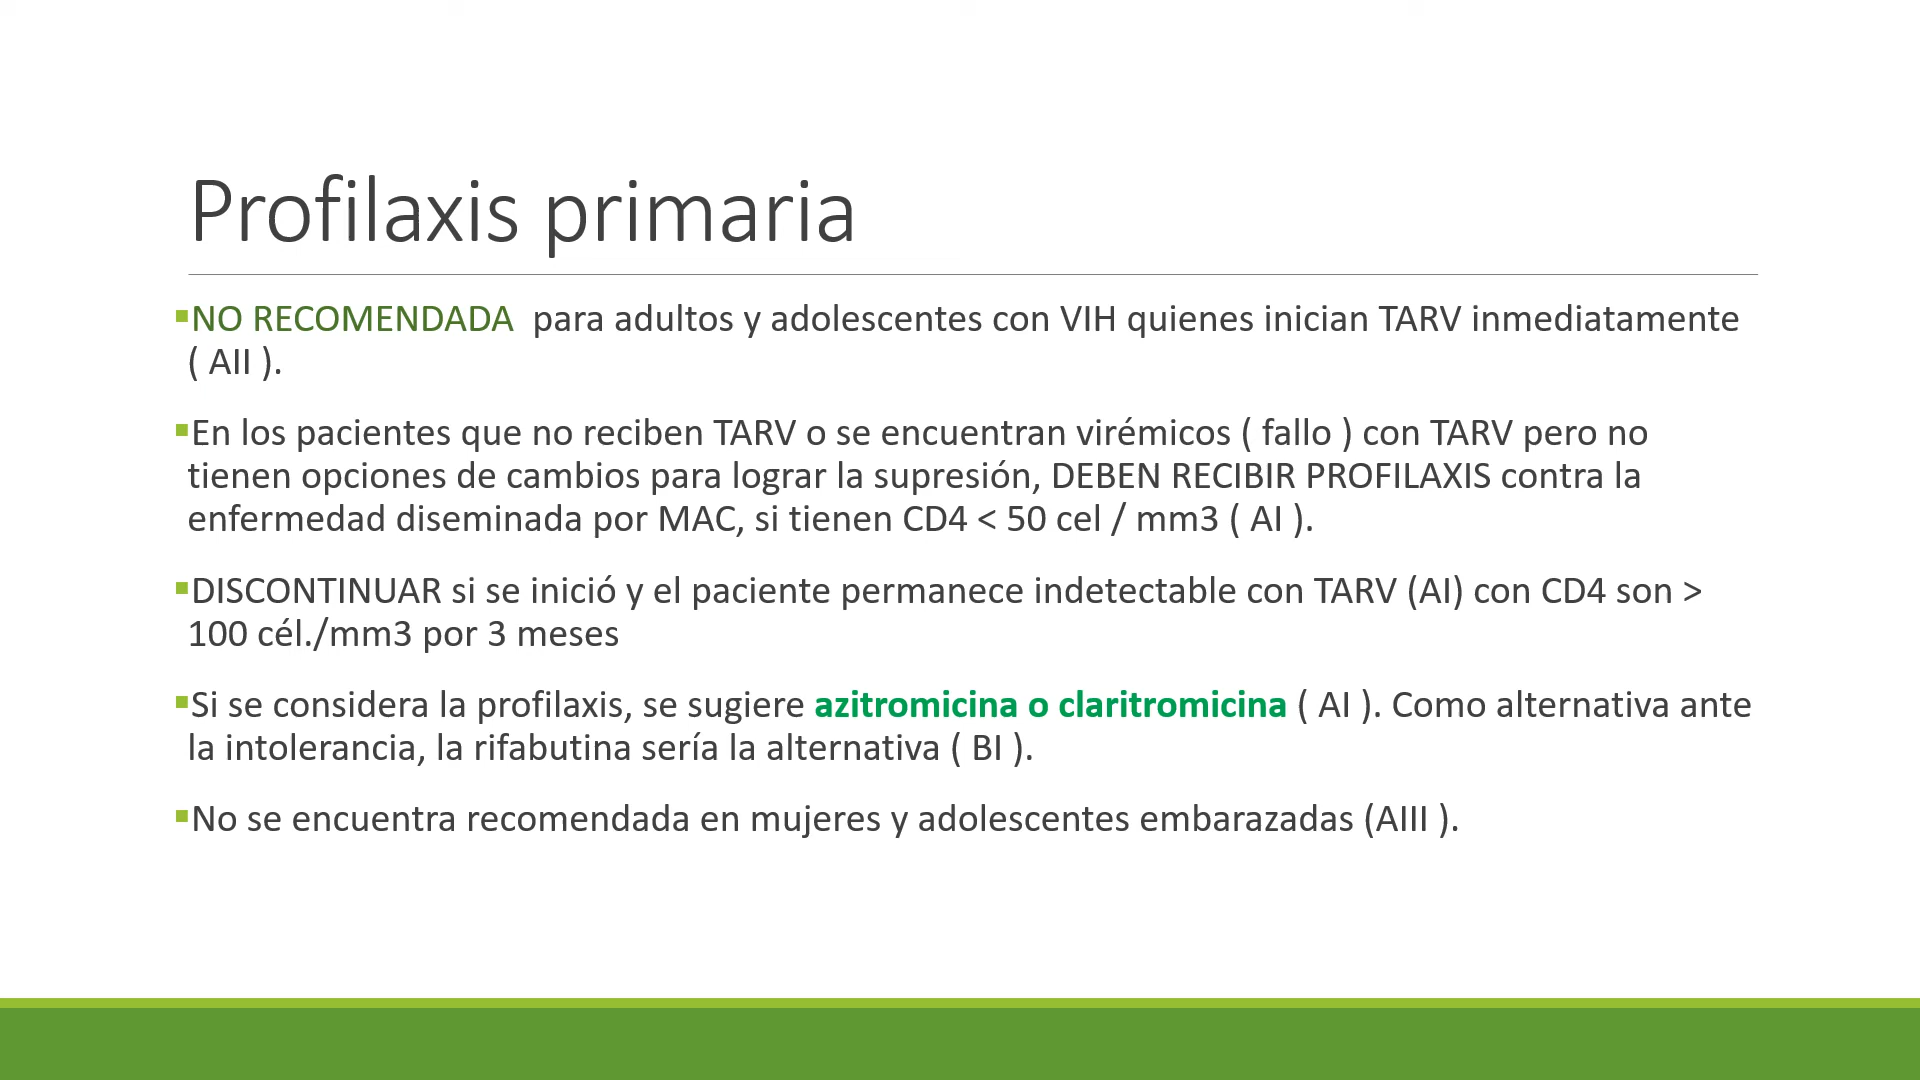 Profilaxis primaria
▪NO RECOMENDADA  para adultos y adolescentes con VIH quienes inician TARV inmediatamente
( AII ).
▪En los pacientes que no reciben TARV o se encuentran virémicos ( fallo ) con TARV pero no
tienen opciones de cambios para lograr la supresión, DEBEN RECIBIR PROFILAXIS contra la
enfermedad diseminada por MAC, si tienen CD4 < 50 cel / mm3 ( AI ).
▪DISCONTINUAR si se inició y el paciente permanece indetectable con TARV (AI) con CD4 son >
100 cél./mm3 por 3 meses
▪Si se considera la profilaxis, se sugiere azitromicina o claritromicina ( AI ). Como alternativa ante
la intolerancia, la rifabutina sería la alternativa ( BI ).
▪No se encuentra recomendada en mujeres y adolescentes embarazadas (AIII ).